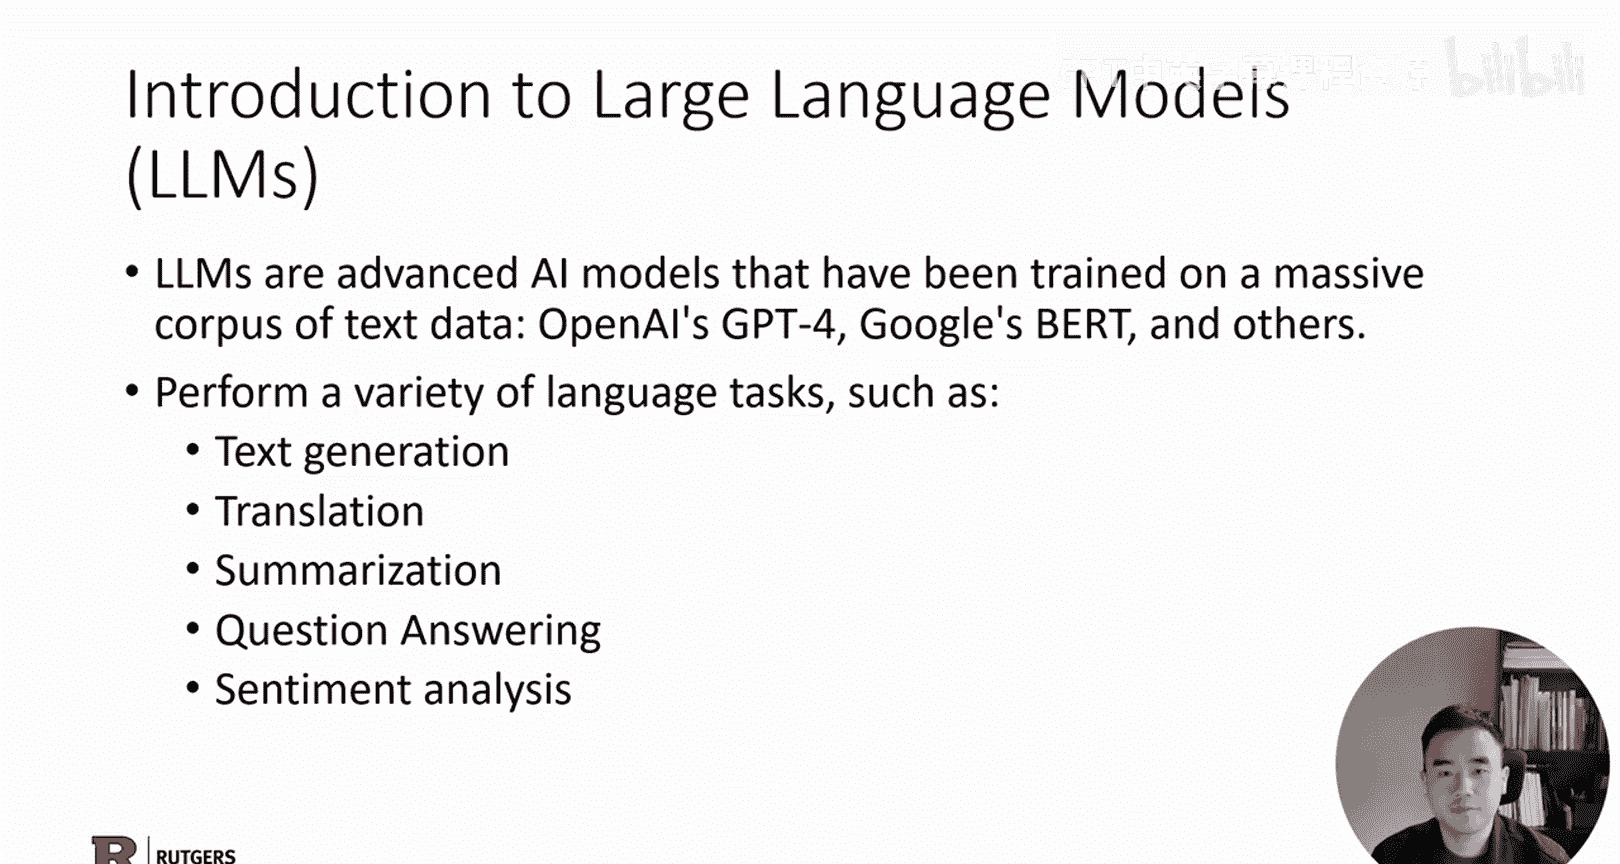 Introduction to Large Language Models
(LLMs)
bilibili
• LLMs are advanced AI models that have been trained on a massive
corpus of text data: OpenAI's GPT-4, Google's BERT, and others.
• Perform a variety of language tasks, such as:
• Text generation
• Translation
• Summarization
• Question Answering
• Sentiment analysis
R RUTGERS